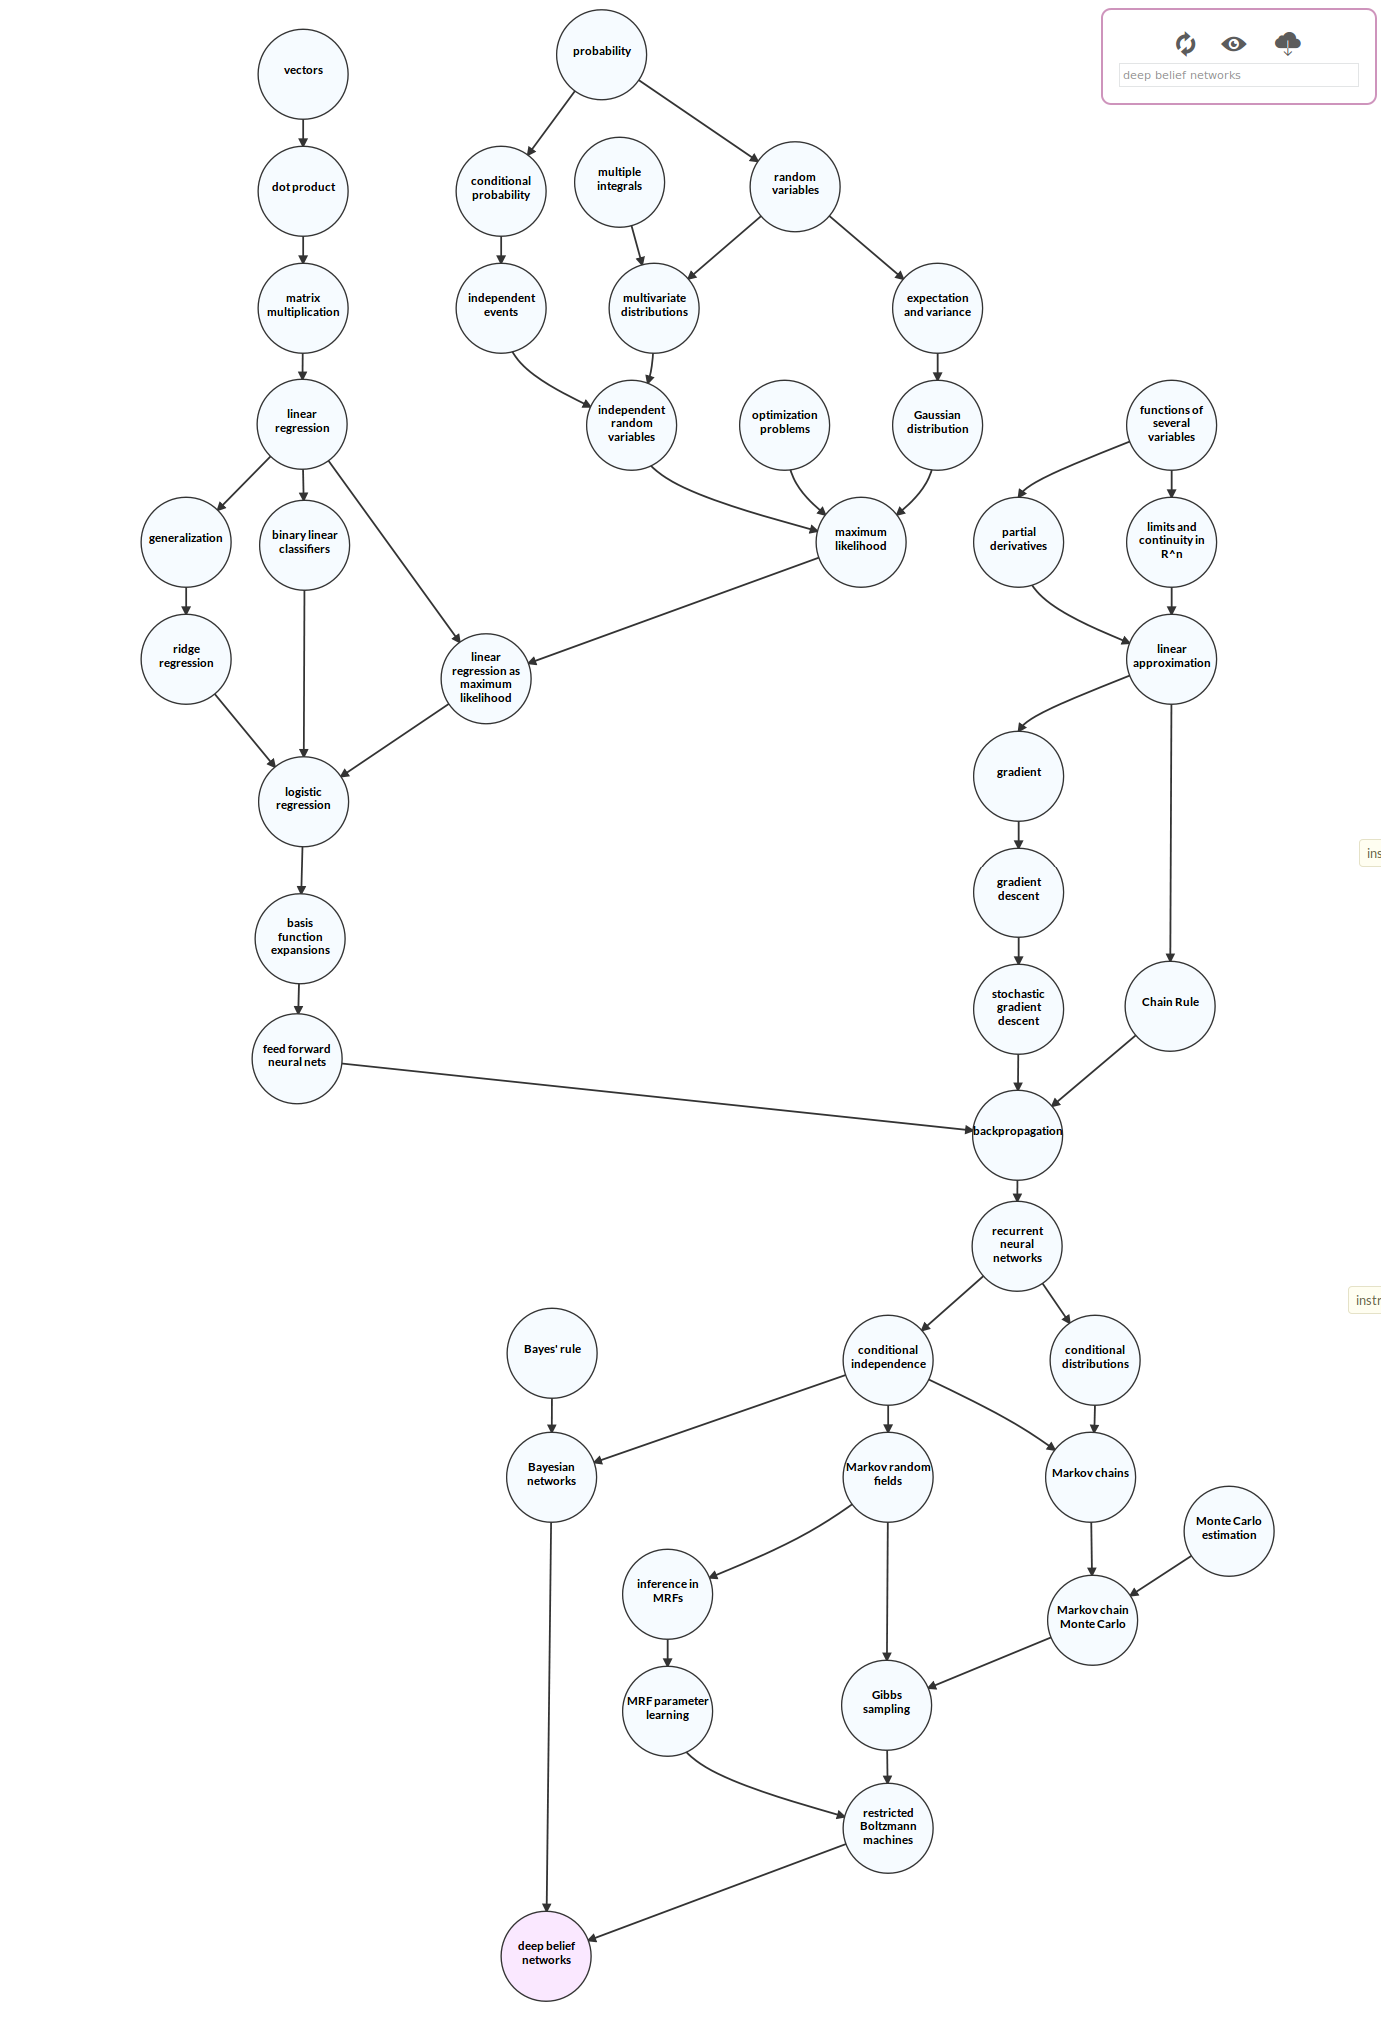 probability
deep belief networks
vectors
multiple
integrals
random
variables
conditional
probability
dot product
matrix
multiplication
independent
events
multivariate
distributions
expectation
and variance
linear
regression
independent
random
variables
optimization
problems
Gaussian
distribution
functions of
several
variables
generalization
binary linear
classifiers
maximum
likelihood
partial
derivatives
limits and
continuity in
R^n
ridge
regression
linear
regression as
maximum
likelihood
linear
approximation
gradient
logistic
regression
ins
gradient
descent
basis
function
expansions
stochastic
gradient
descent
Chain Rule
feed forward
neural nets
backpropagation
recurrent
neural
networks
instr
Bayes' rule
conditional
independence
conditional
distributions
Bayesian
networks
Markov random
fields
Markov chains
Monte Carlo
estimation
inference in
MRFs
Markov chain
Monte Carlo
MRF parameter
learning
Gibbs
sampling
restricted
Boltzmann
machines
deep belief
networks